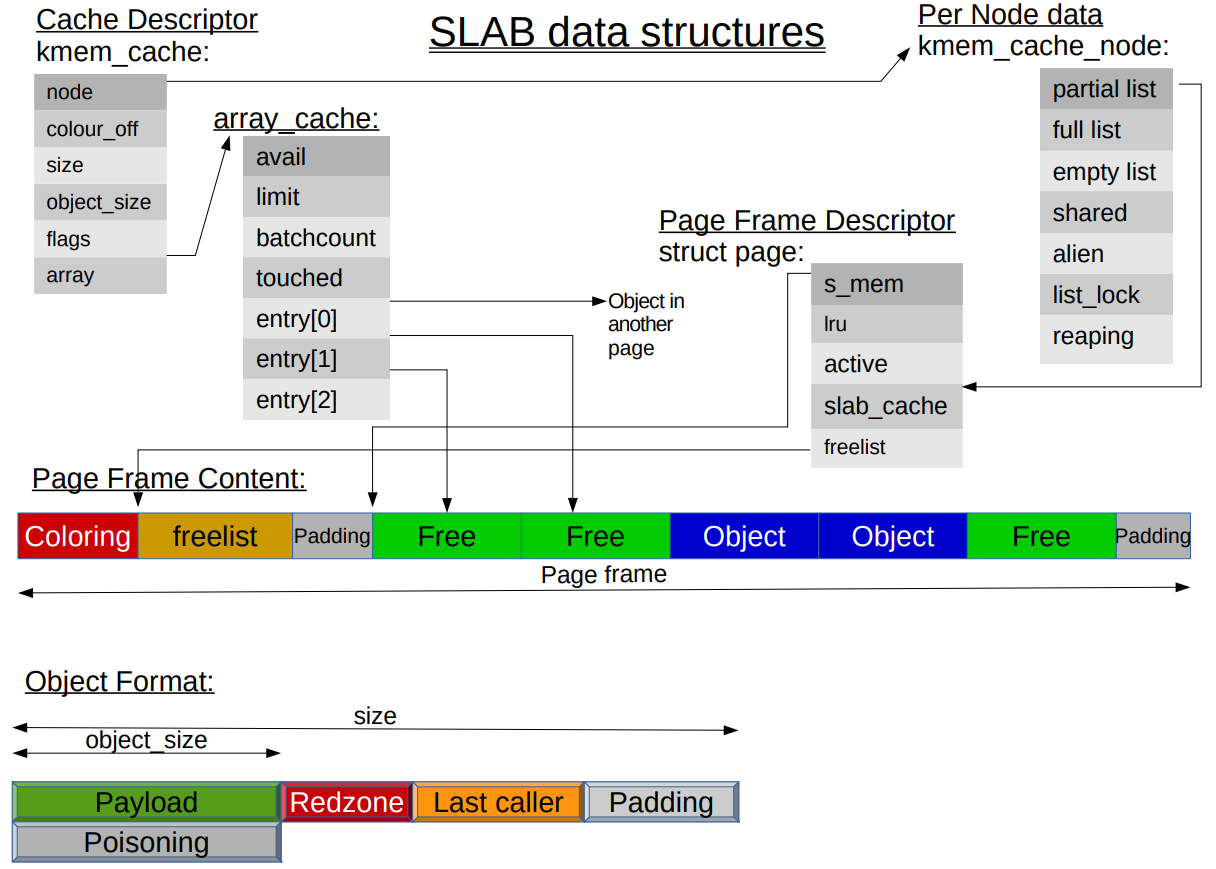 SLAB data structures
Cache Descriptor
kmem_cache:
node
colour_off
size
object_size
flags
array
array_cache:
avail
limit
batchcount
touched
entry[0]
entry[1]
entry[2]
Object in
another
page
Per Node data
kmem_cache_node:
partial list
full list
empty list
shared
alien
list_lock
reaping
Page Frame Descriptor
struct page:
s_mem
lru
active
slab_cache
freelist
Page Frame Content:
Coloring freelist Padding Free Free Object Object Free Padding
Page frame
Object Format:
size
object_size
Payload Redzone Last caller Padding
Poisoning